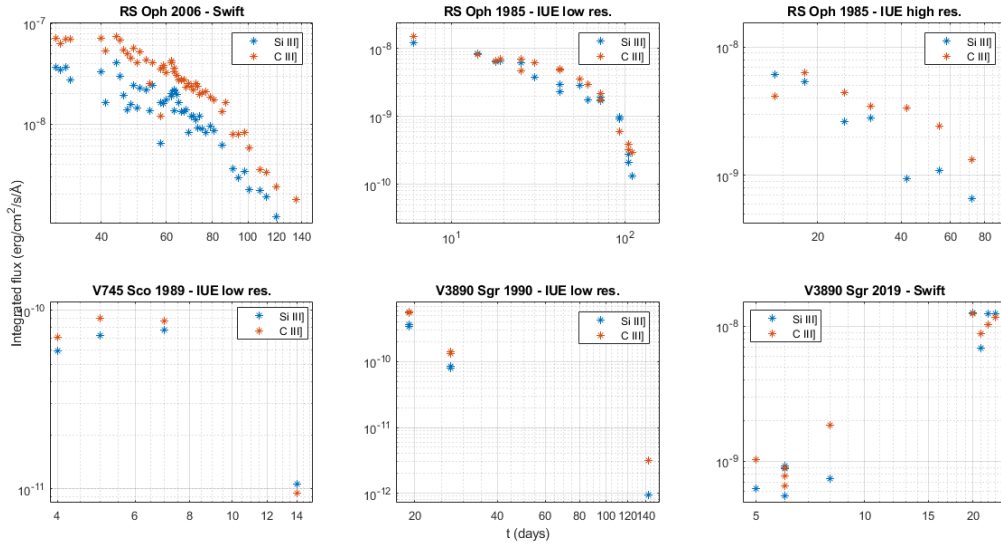 RS Oph 2006 - Swift
RS Oph 1985 - IUE low res.
RS Oph 1985 - IUE high res.
10^-7
10^-8
Si III]
C III]
40 60 80 100 120 140
10^-8
10^-9
10^-10
Si III]
C III]
10^1 10^2
10^-8
10^-9
Si III]
C III]
20 40 60 80
Integrated flux (erg/cm^2/s/Å)
V745 Sco 1989 - IUE low res.
V3890 Sgr 1990 - IUE low res.
V3890 Sgr 2019 - Swift
10^-10
10^-11
Si III]
C III]
4 6 8 10 12 14
10^-10
10^-11
10^-12
Si III]
C III]
20 40 60 80 100 120 140
10^-8
10^-9
Si III]
C III]
5 10 15 20
t (days)